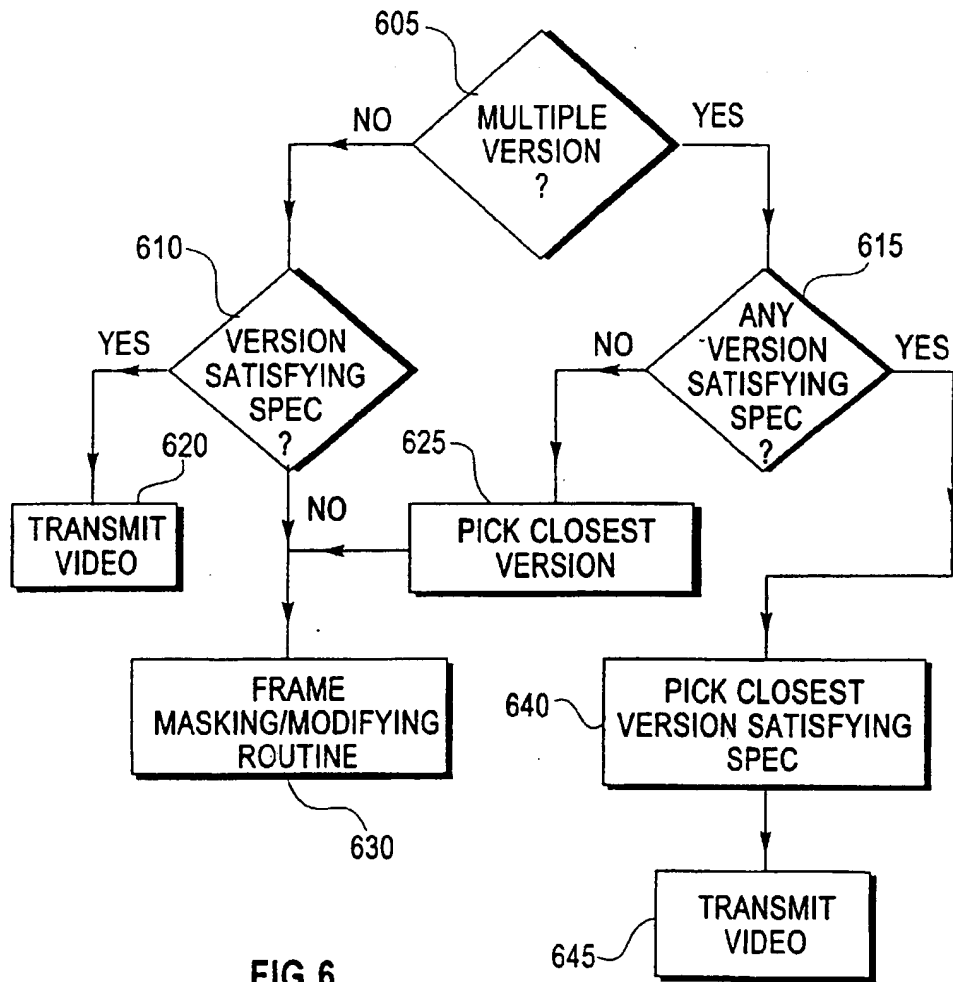 605
MULTIPLE
VERSION
?
NO
YES
610
VERSION
SATISFYING
SPEC
?
YES
NO
615
ANY
VERSION
SATISFYING
SPEC
?
NO
YES
620
TRANSMIT
VIDEO
625
PICK CLOSEST
VERSION
FRAME
MASKING/MODIFYING
ROUTINE
630
640
PICK CLOSEST
VERSION SATISFYING
SPEC
TRANSMIT
VIDEO
645
FIG. 6